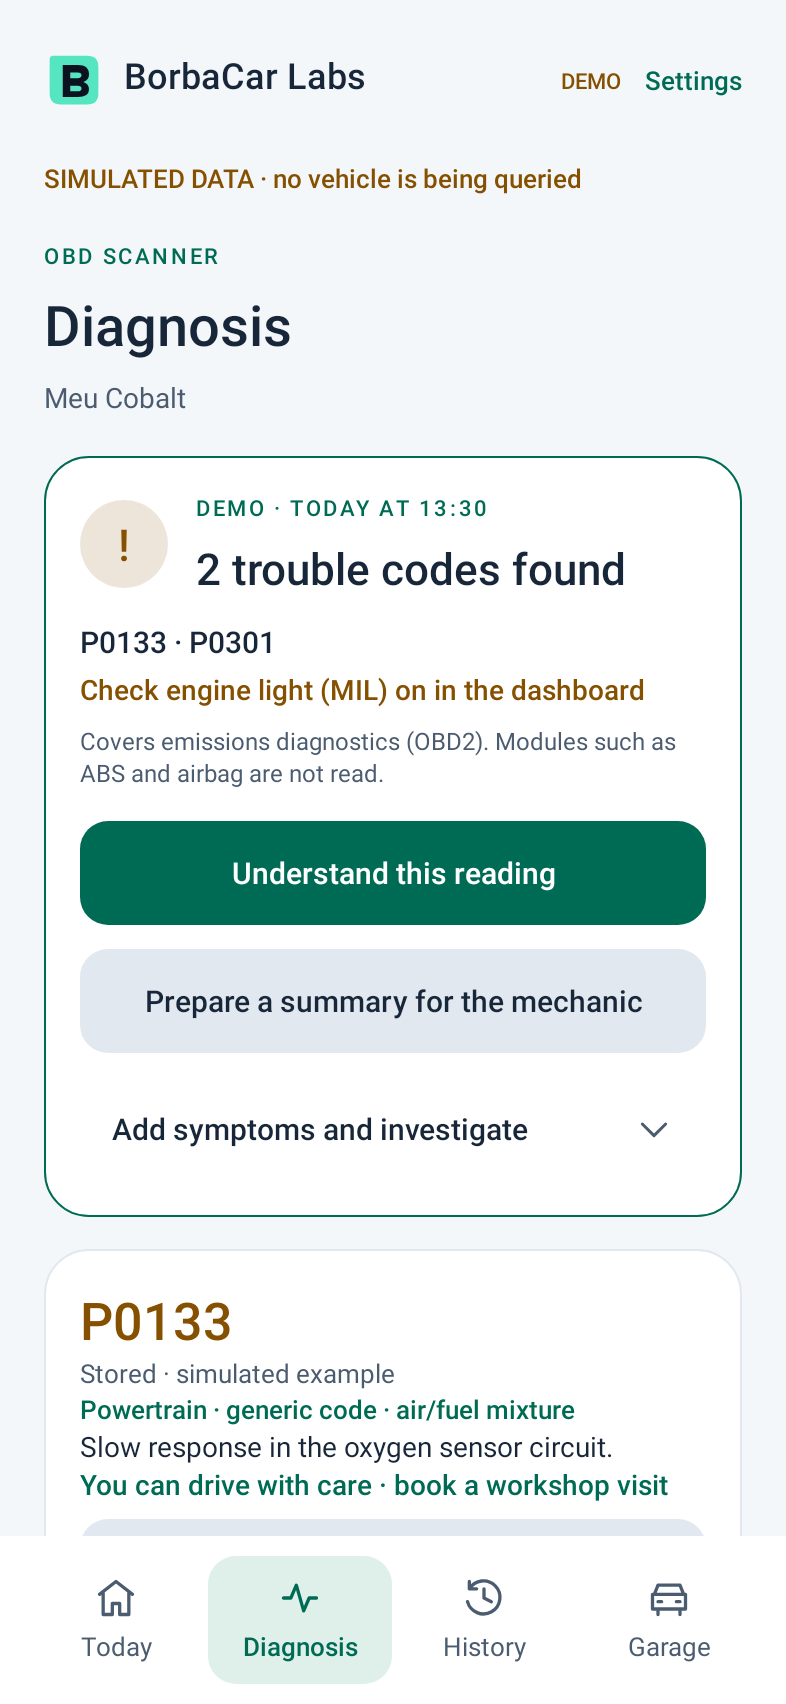 B BorbaCar Labs
DEMO Settings
SIMULATED DATA · no vehicle is being queried
OBD SCANNER
Diagnosis
Meu Cobalt
!
DEMO · TODAY AT 13:30
2 trouble codes found
P0133 · P0301
Check engine light (MIL) on in the dashboard
Covers emissions diagnostics (OBD2). Modules such as
ABS and airbag are not read.
Understand this reading
Prepare a summary for the mechanic
Add symptoms and investigate
P0133
Stored · simulated example
Powertrain · generic code · air/fuel mixture
Slow response in the oxygen sensor circuit.
You can drive with care · book a workshop visit
Today
Diagnosis
History
Garage